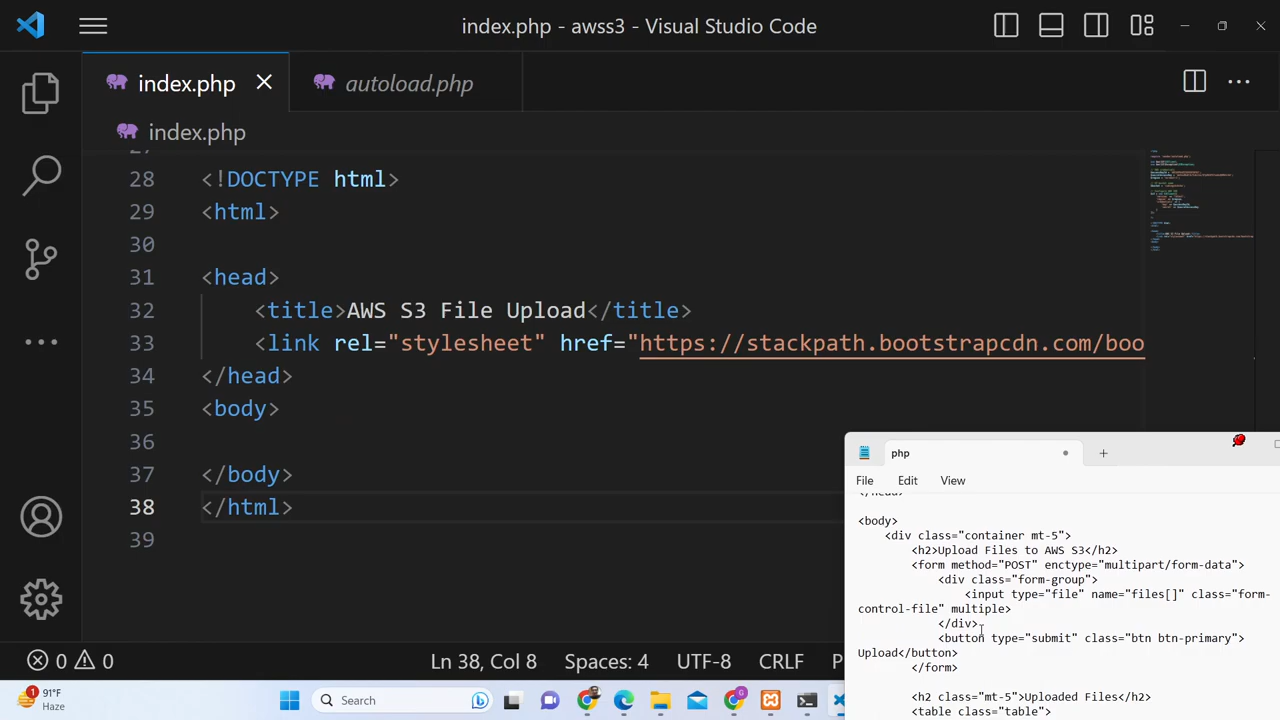 index.php - awss3 - Visual Studio Code
index.php
autoload.php
index.php
28 <!DOCTYPE html>
29 <html>
30
31 <head>
32 <title>AWS S3 File Upload</title>
33 <link rel="stylesheet" href="https://stackpath.bootstrapcdn.com/boo
34 </head>
35 <body>
36
37 </body>
38 </html>
39
php
File Edit View
</head>
<body>
<div class="container mt-5">
<h2>Upload Files to AWS S3</h2>
<form method="POST" enctype="multipart/form-data">
<div class="form-group">
<input type="file" name="files[]" class="form-
control-file" multiple>
</div>
<button type="submit" class="btn btn-primary">
Upload</button>
</form>
<h2 class="mt-5">Uploaded Files</h2>
<table class="table">
0 0 Ln 38, Col 8 Spaces: 4 UTF-8 CRLF
1 91°F
Haze
Search